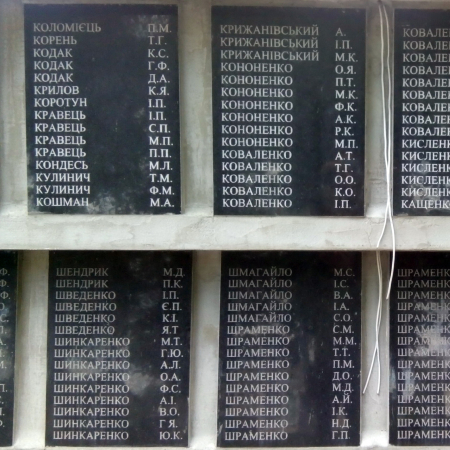 КОЛОМІЄЦЬ П.М.
КОРЕНЬ Т.Г.
КОДАК К.С.
КОДАК Г.Ф.
КОДАК Д.А.
КРИЛОВ К.Я.
КОРОТУН І.П.
КРАВЕЦЬ І.П.
КРАВЕЦЬ С.П.
КРАВЕЦЬ М.П.
КРАВЕЦЬ П.П.
КОНДЕСЬ М.Л.
КУЛИНИЧ Т.М.
КУЛИНИЧ Ф.М.
КОШМАН М.А.
КРИЖАНІВСЬКИЙ А.
КРИЖАНІВСЬКИЙ І.П.
КРИЖАНІВСЬКИЙ М.К.
КОНОНЕНКО О.Я.
КОНОНЕНКО П.Т.
КОНОНЕНКО М.К.
КОНОНЕНКО Ф.К.
КОНОНЕНКО А.К.
КОНОНЕНКО Р.К.
КОНОНЕНКО М.П.
КОВАЛЕНКО А.Т.
КОВАЛЕНКО Т.Г.
КОВАЛЕНКО О.О.
КОВАЛЕНКО К.О.
КОВАЛЕНКО І.П.
КАЩЕНКО
ШЕНДРИК М.Д.
ШЕНДРИК П.К.
ШВЕДЕНКО І.П.
ШВЕДЕНКО Є.П.
ШВЕДЕНКО К.І.
ШВЕДЕНКО Я.Т
ШИНКАРЕНКО М.Т.
ШИНКАРЕНКО Г.Ю.
ШИНКАРЕНКО А.Л.
ШИНКАРЕНКО О.А.
ШИНКАРЕНКО Ф.С.
ШИНКАРЕНКО А.І.
ШИНКАРЕНКО В.О.
ШИНКАРЕНКО Г Я.
ШИНКАРЕНКО Ю.К.
ШМАГАЙЛО М.С.
ШМАГАЙЛО І.С.
ШМАГАЙЛО В.А.
ШМАГАЙЛО І.А.
ШМАГАЙЛО С.О.
ШРАМЕНКО С.М.
ШРАМЕНКО М.М.
ШРАМЕНКО Т.Т.
ШРАМЕНКО П.М.
ШРАМЕНКО Д.О.
ШРАМЕНКО М.Д.
ШРАМЕНКО А.Й.
ШРАМЕНКО І.К.
ШРАМЕНКО Н.Д.
ШРАМЕНКО Г.П.